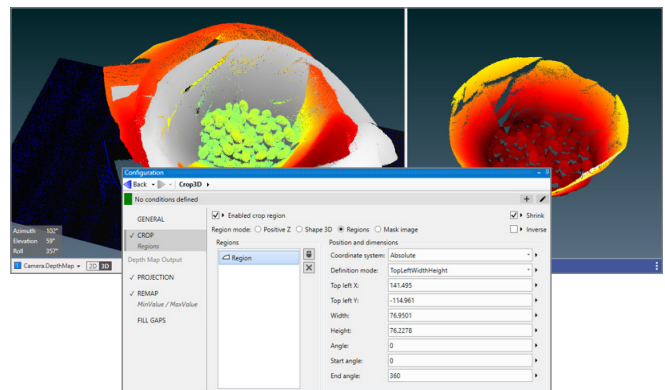 Azimuth 102°
Elevation 59°
Roll 357°
Camera.DepthMap 2D 3D
Configuration
Back Crop3D
No conditions defined
GENERAL
✓ CROP
Regions
Depth Map Output
✓ PROJECTION
✓ REMAP
MinValue / MaxValue
FILL GAPS
Enabled crop region Shrink
Region mode: Positive Z Shape 3D Regions Mask image Inverse
Regions
Region
Position and dimensions
Coordinate system: Absolute
Definition mode: TopLeftWidthHeight
Top left X: 141.495
Top left Y: -114.961
Width: 76.9501
Height: 76.2278
Angle: 0
Start angle: 0
End angle: 360